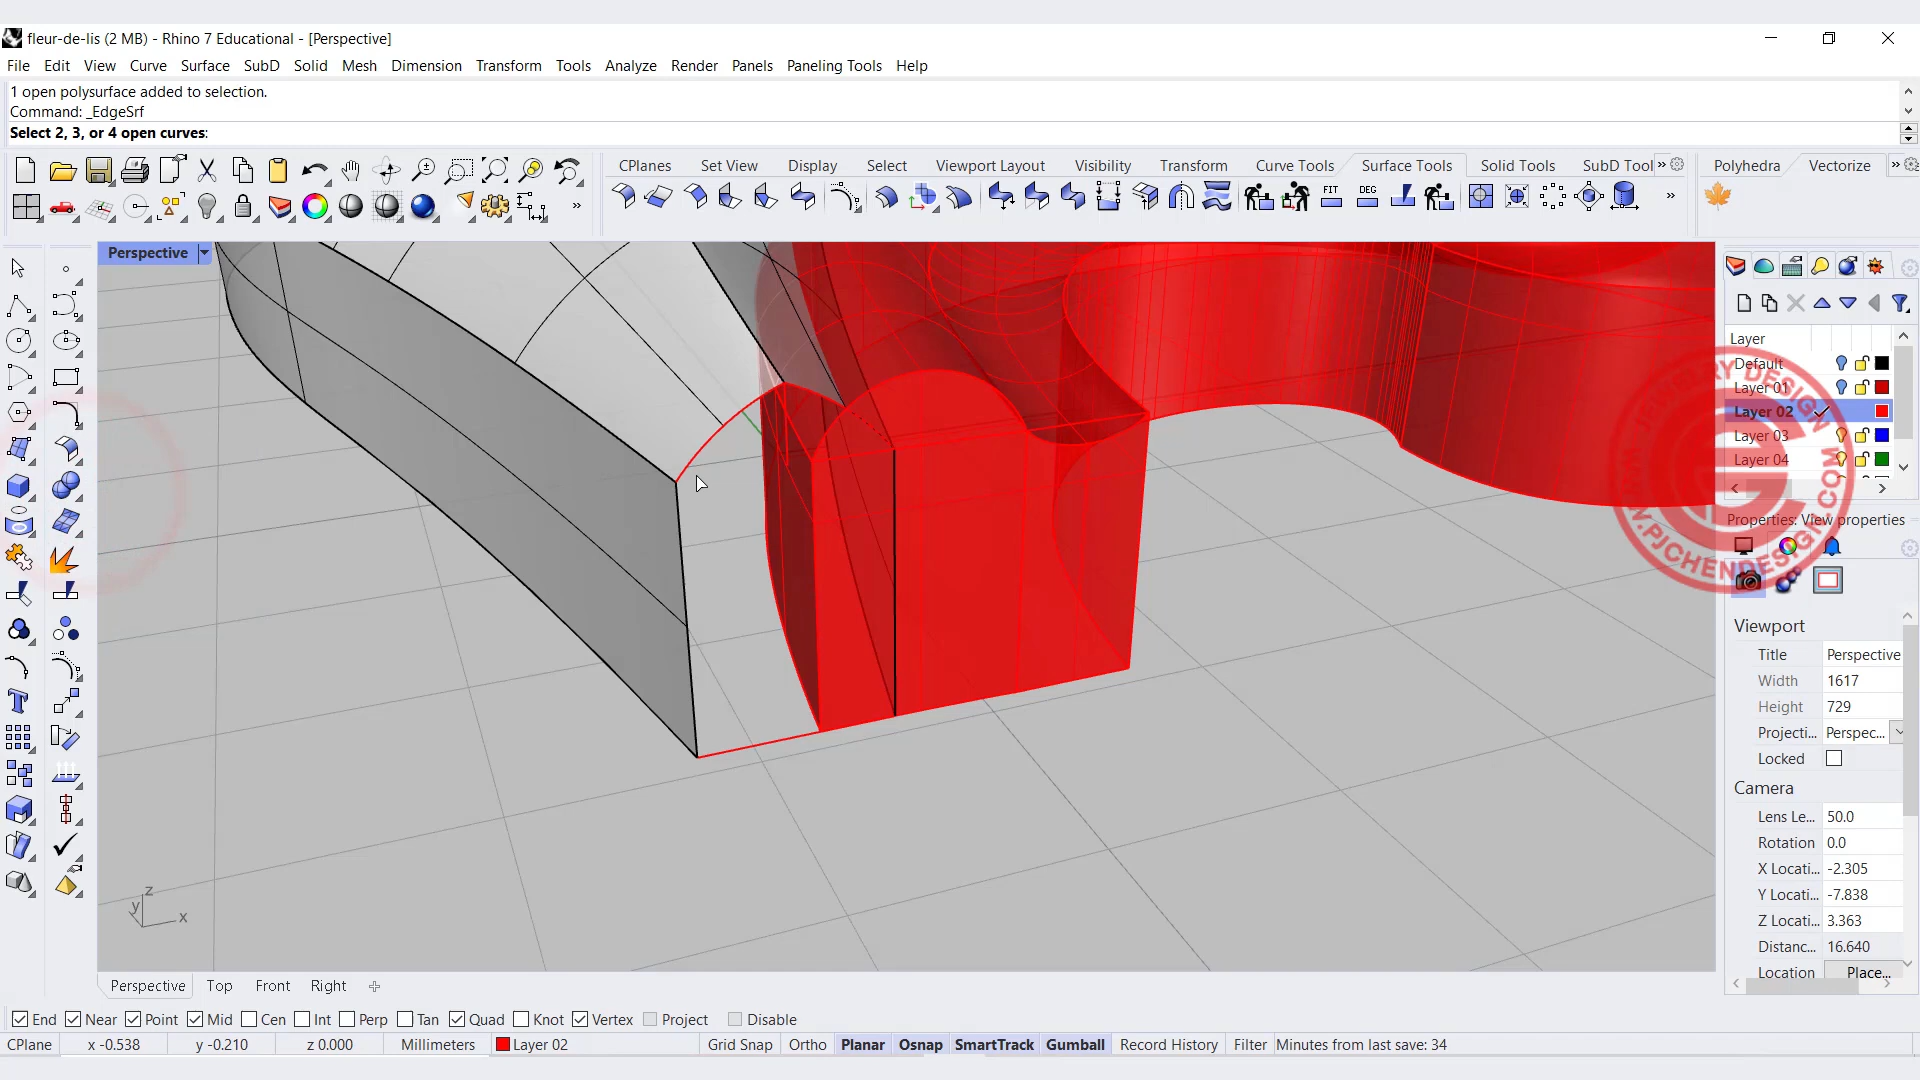 fleur-de-lis (2 MB) - Rhino 7 Educational - [Perspective]
File Edit View Curve Surface SubD Solid Mesh Dimension Transform Tools Analyze Render Panels Paneling Tools Help
1 open polysurface added to selection.
Command: _EdgeSrf
Select 2, 3, or 4 open curves:
CPlanes Set View Display Select Viewport Layout Visibility Transform Curve Tools Surface Tools Solid Tools SubD Tool » Polyhedra Vectorize »
FIT DEG
Perspective
Layer
Default
Layer 01
Layer 02
Layer 03
Layer 04
Properties: View properties
Viewport
Title Perspective
Width 1617
Height 729
Projecti... Perspec...
Locked
Camera
Lens Le... 50.0
Rotation 0.0
X Locati... -2.305
Y Locati... -7.838
Z Locati... 3.363
Distanc... 16.640
Location Place...
z
y
x
Perspective Top Front Right
End Near Point Mid Cen Int Perp Tan Quad Knot Vertex Project Disable
CPlane x -0.538 y -0.210 z 0.000 Millimeters Layer 02 Grid Snap Ortho Planar Osnap SmartTrack Gumball Record History Filter Minutes from last save: 34
WWW.PJCHENDESIGN.COM